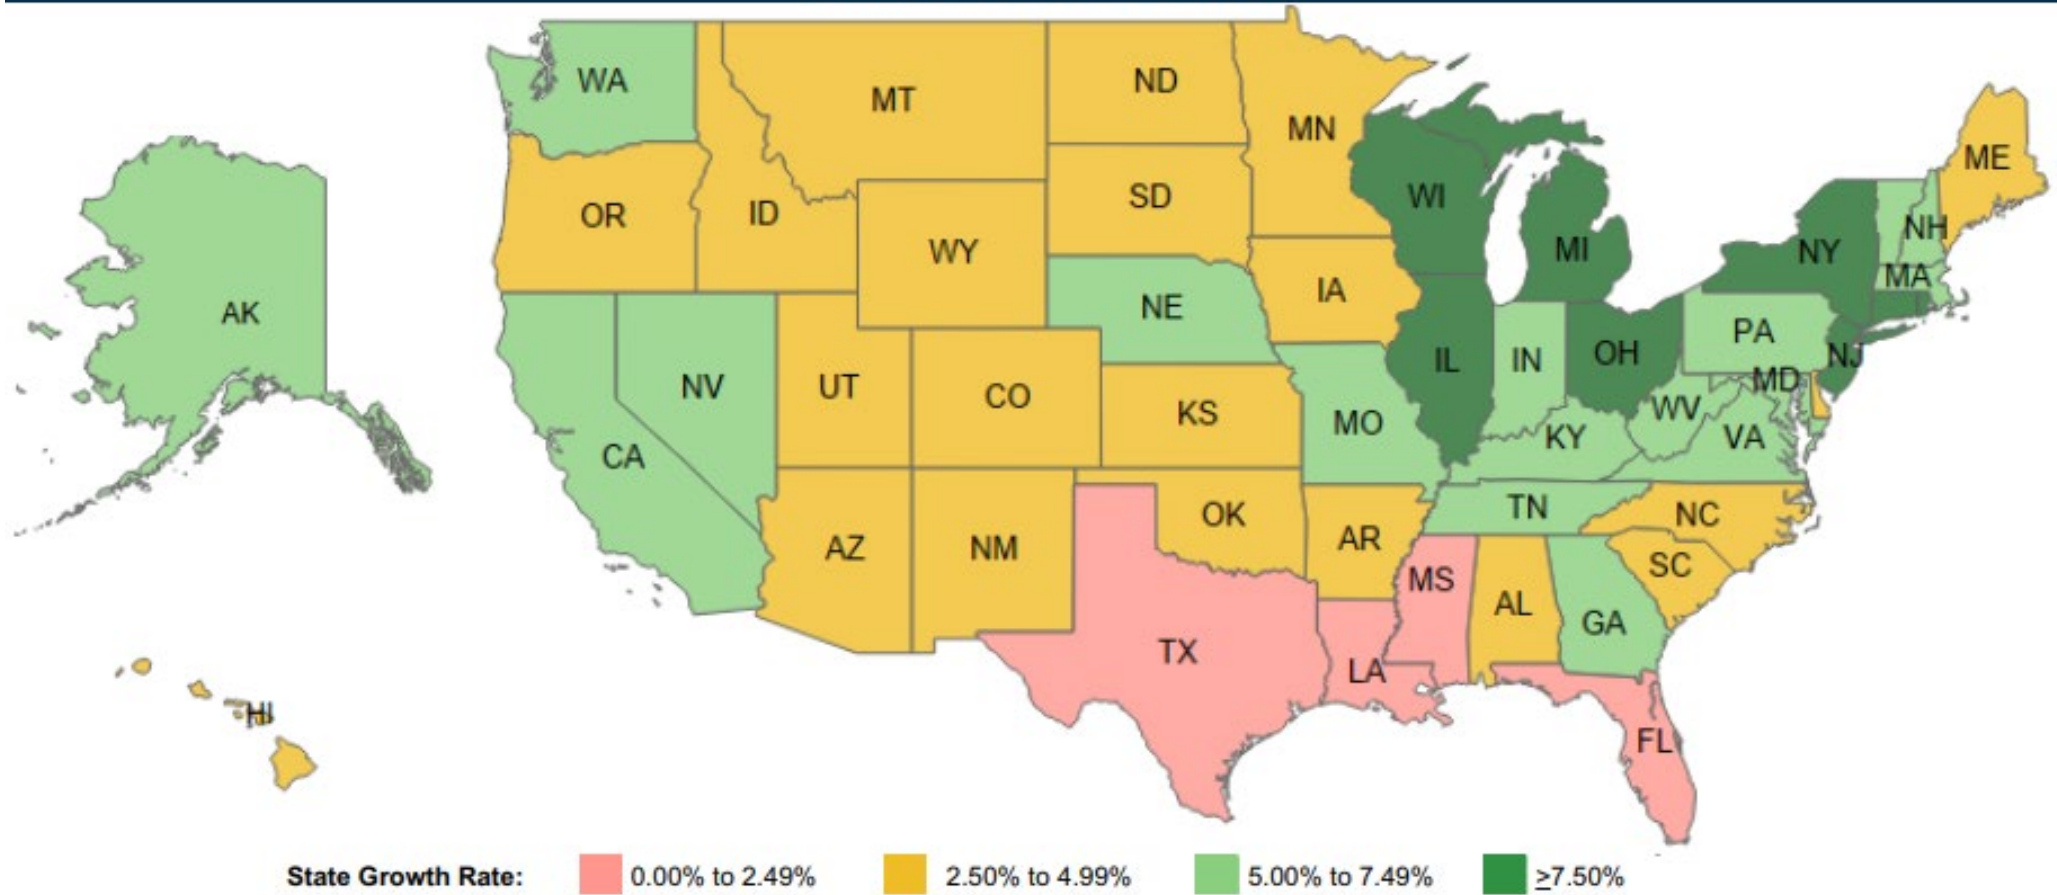 WA
MT
ND
MN
ME
WI
SD
OR
ID
NH
MI
NY
WY
MA
IA
NE
AK
PA
NJ
IL
IN
OH
MD
NV
UT
CO
KS
MO
WV
VA
KY
CA
TN
NC
OK
AR
AZ
NM
SC
MS
AL
GA
TX
LA
HI
FL
State Growth Rate: 0.00% to 2.49% 2.50% to 4.99% 5.00% to 7.49% ≥7.50%